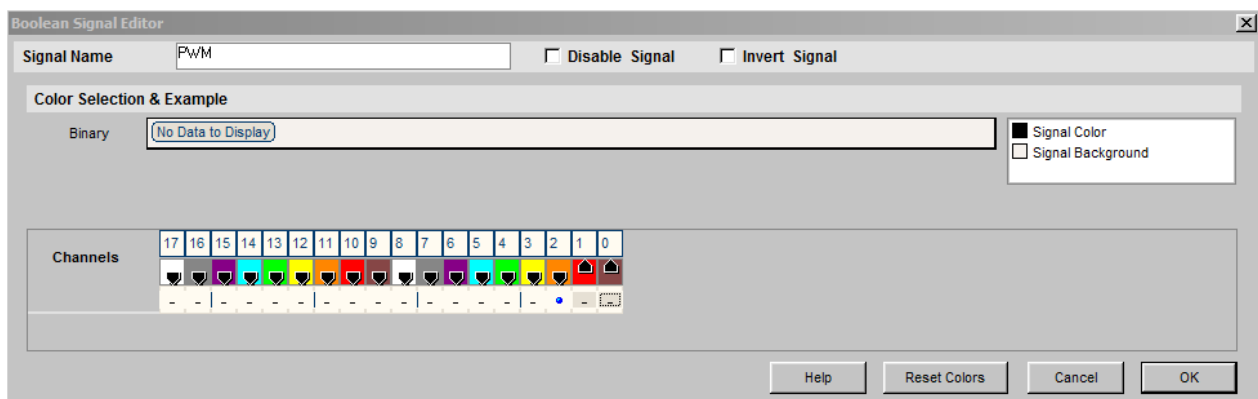 Boolean Signal Editor
Signal Name PWM Disable Signal Invert Signal
Color Selection & Example
Binary (No Data to Display) Signal Color
Signal Background
Channels 17 16 15 14 13 12 11 10 9 8 7 6 5 4 3 2 1 0
Help Reset Colors Cancel OK